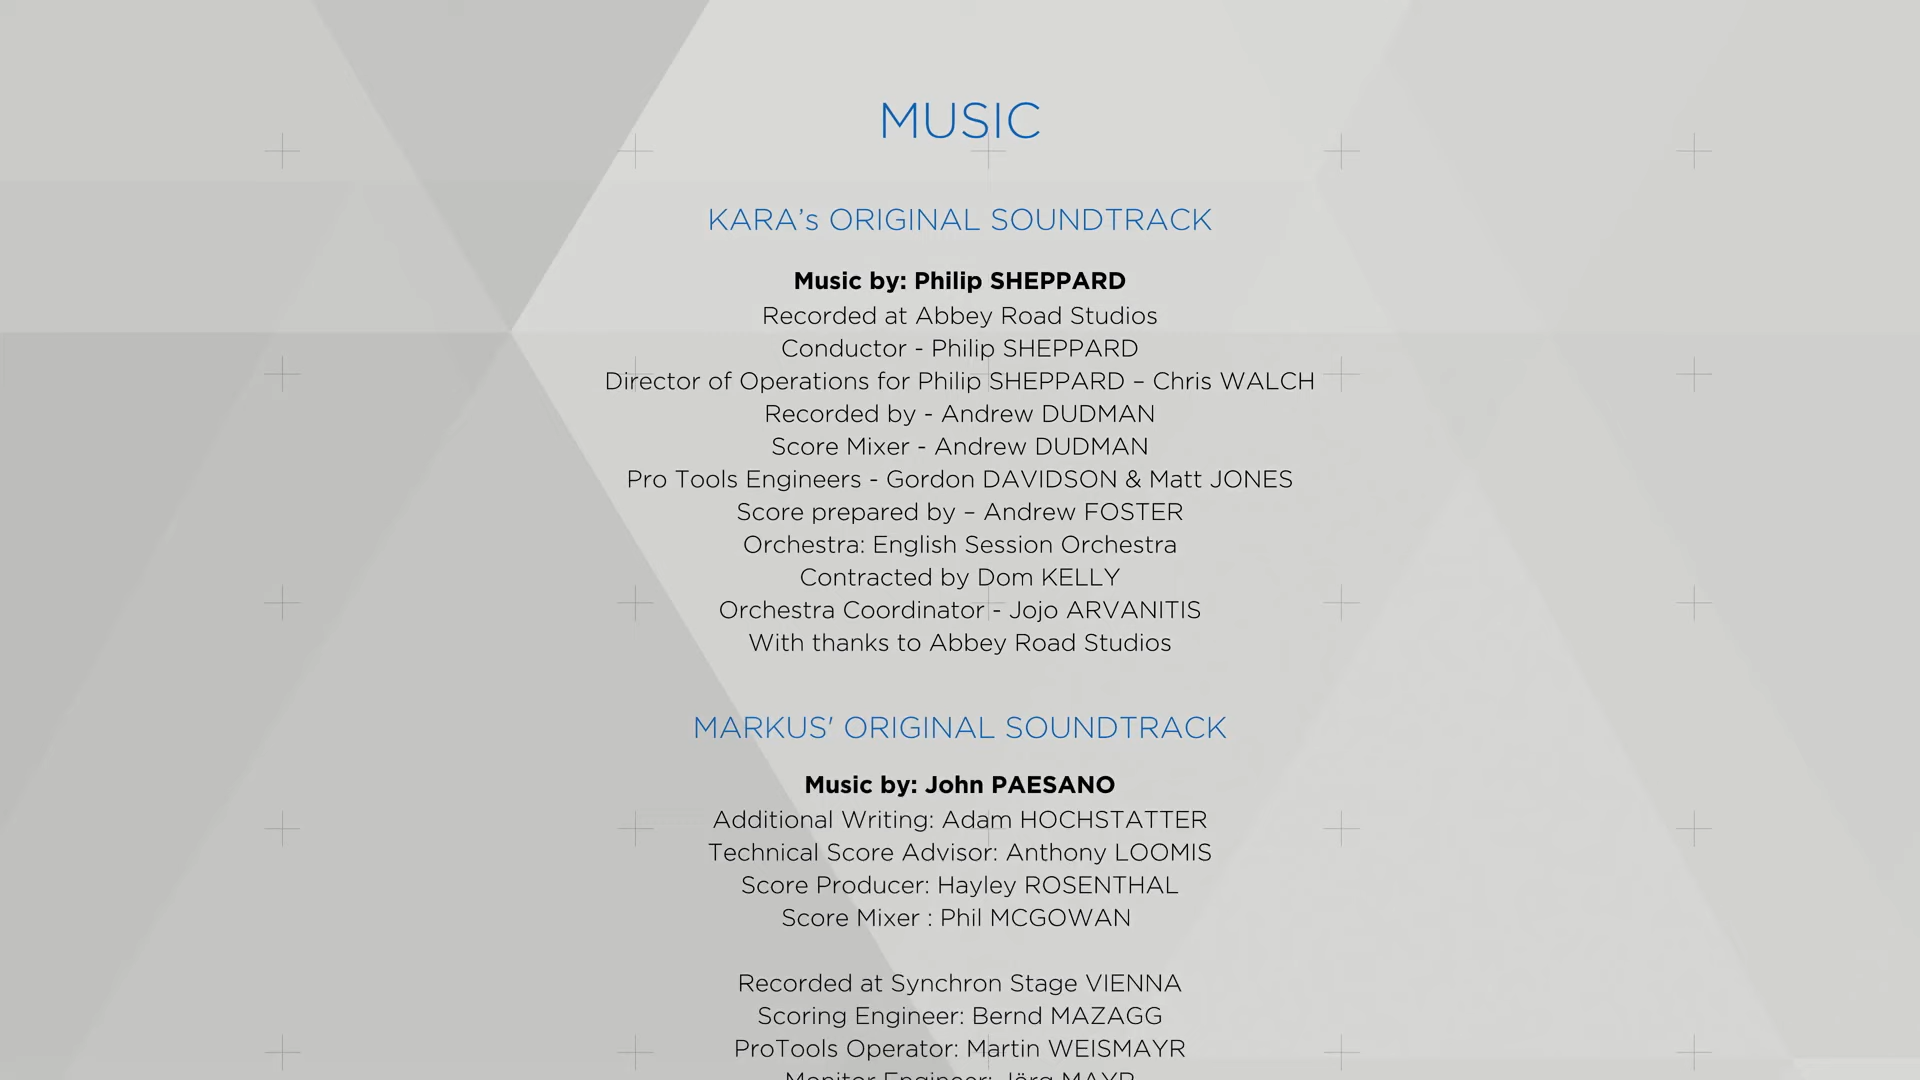 MUSIC
KARA’s ORIGINAL SOUNDTRACK
Music by: Philip SHEPPARD
Recorded at Abbey Road Studios
Conductor - Philip SHEPPARD
Director of Operations for Philip SHEPPARD – Chris WALCH
Recorded by - Andrew DUDMAN
Score Mixer - Andrew DUDMAN
Pro Tools Engineers - Gordon DAVIDSON & Matt JONES
Score prepared by – Andrew FOSTER
Orchestra: English Session Orchestra
Contracted by Dom KELLY
Orchestra Coordinator - Jojo ARVANITIS
With thanks to Abbey Road Studios
MARKUS' ORIGINAL SOUNDTRACK
Music by: John PAESANO
Additional Writing: Adam HOCHSTATTER
Technical Score Advisor: Anthony LOOMIS
Score Producer: Hayley ROSENTHAL
Score Mixer : Phil MCGOWAN
Recorded at Synchron Stage VIENNA
Scoring Engineer: Bernd MAZAGG
ProTools Operator: Martin WEISMAYR
Monitor Engineer: Jörg MAYR